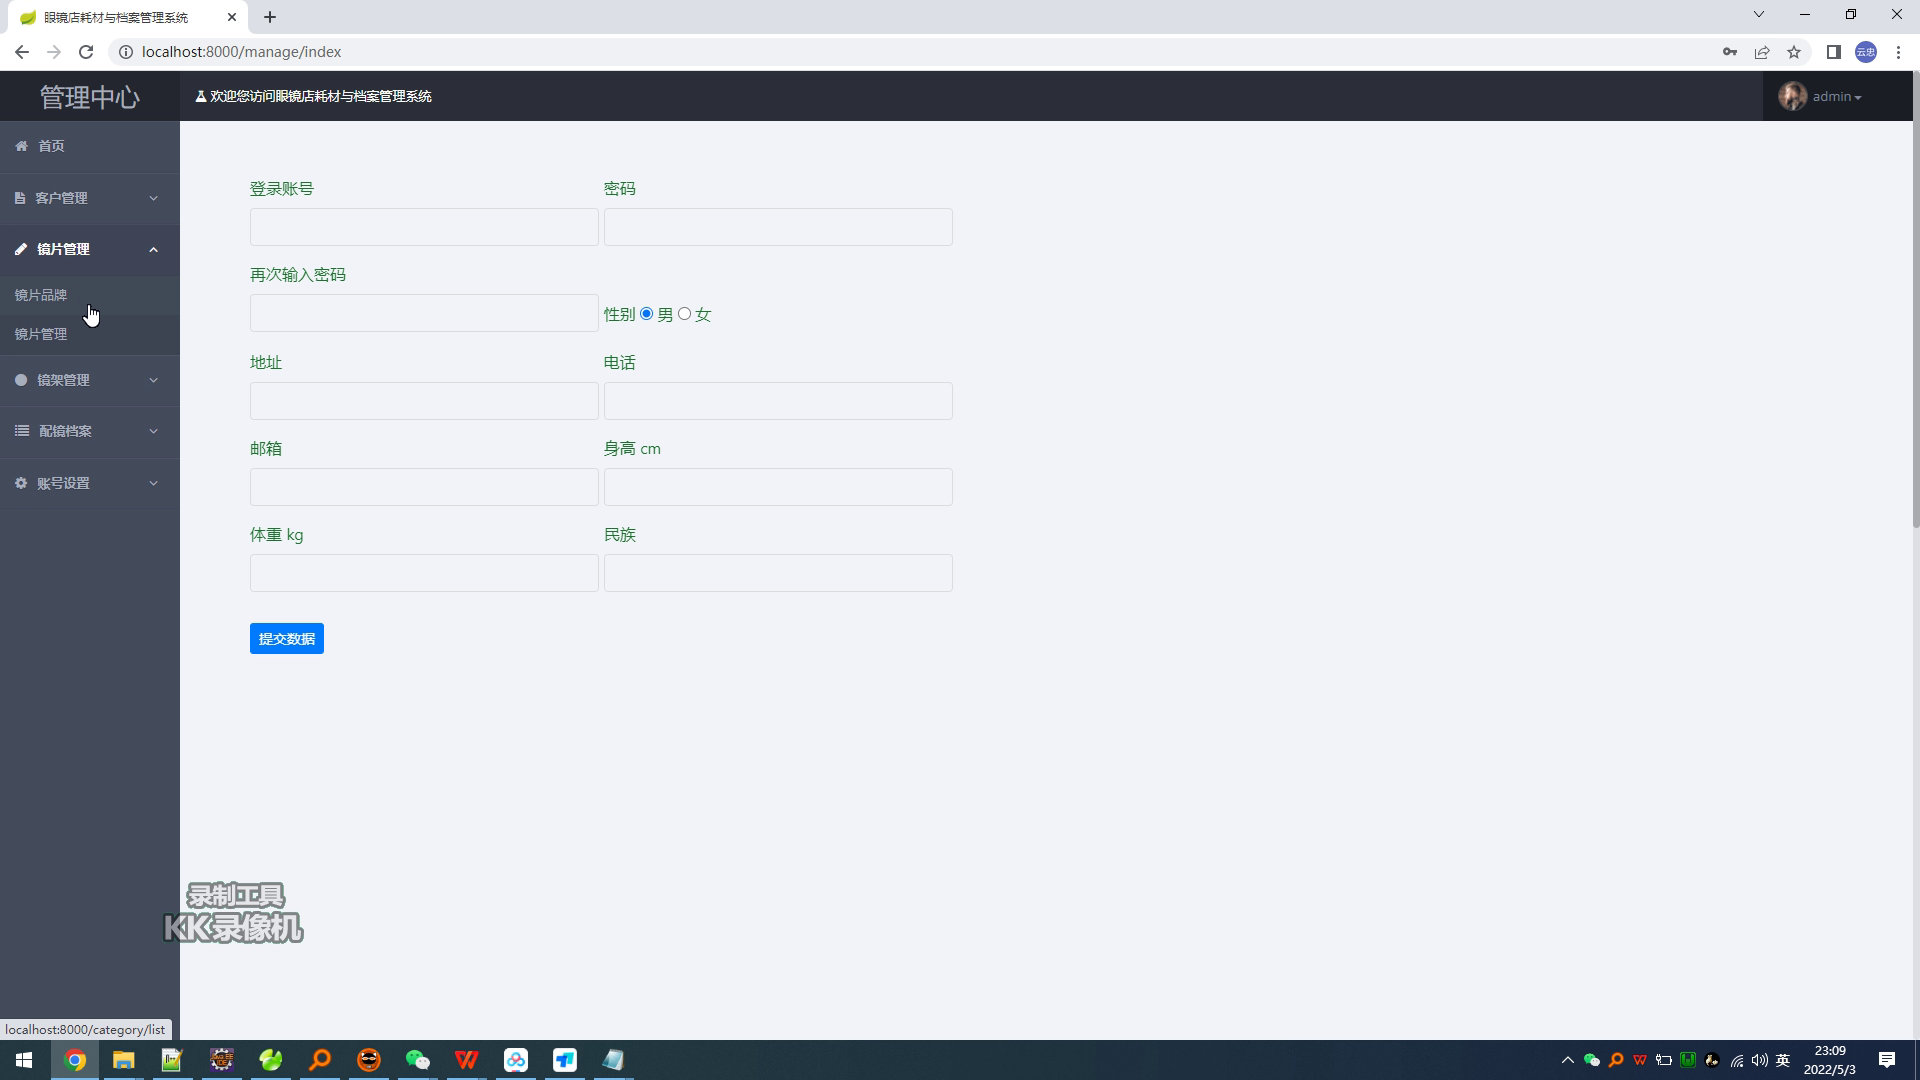 眼镜店耗材与档案管理系统
localhost:8000/manage/index
云忠
管理中心
欢迎您访问眼镜店耗材与档案管理系统
admin
首页
客户管理
镜片管理
镜片品牌
镜片管理
镜架管理
配镜档案
账号设置
登录账号 密码
再次输入密码
性别 男 女
地址 电话
邮箱 身高 cm
体重 kg 民族
提交数据
录制工具
KK录像机
localhost:8000/category/list
英
23:09
2022/5/3